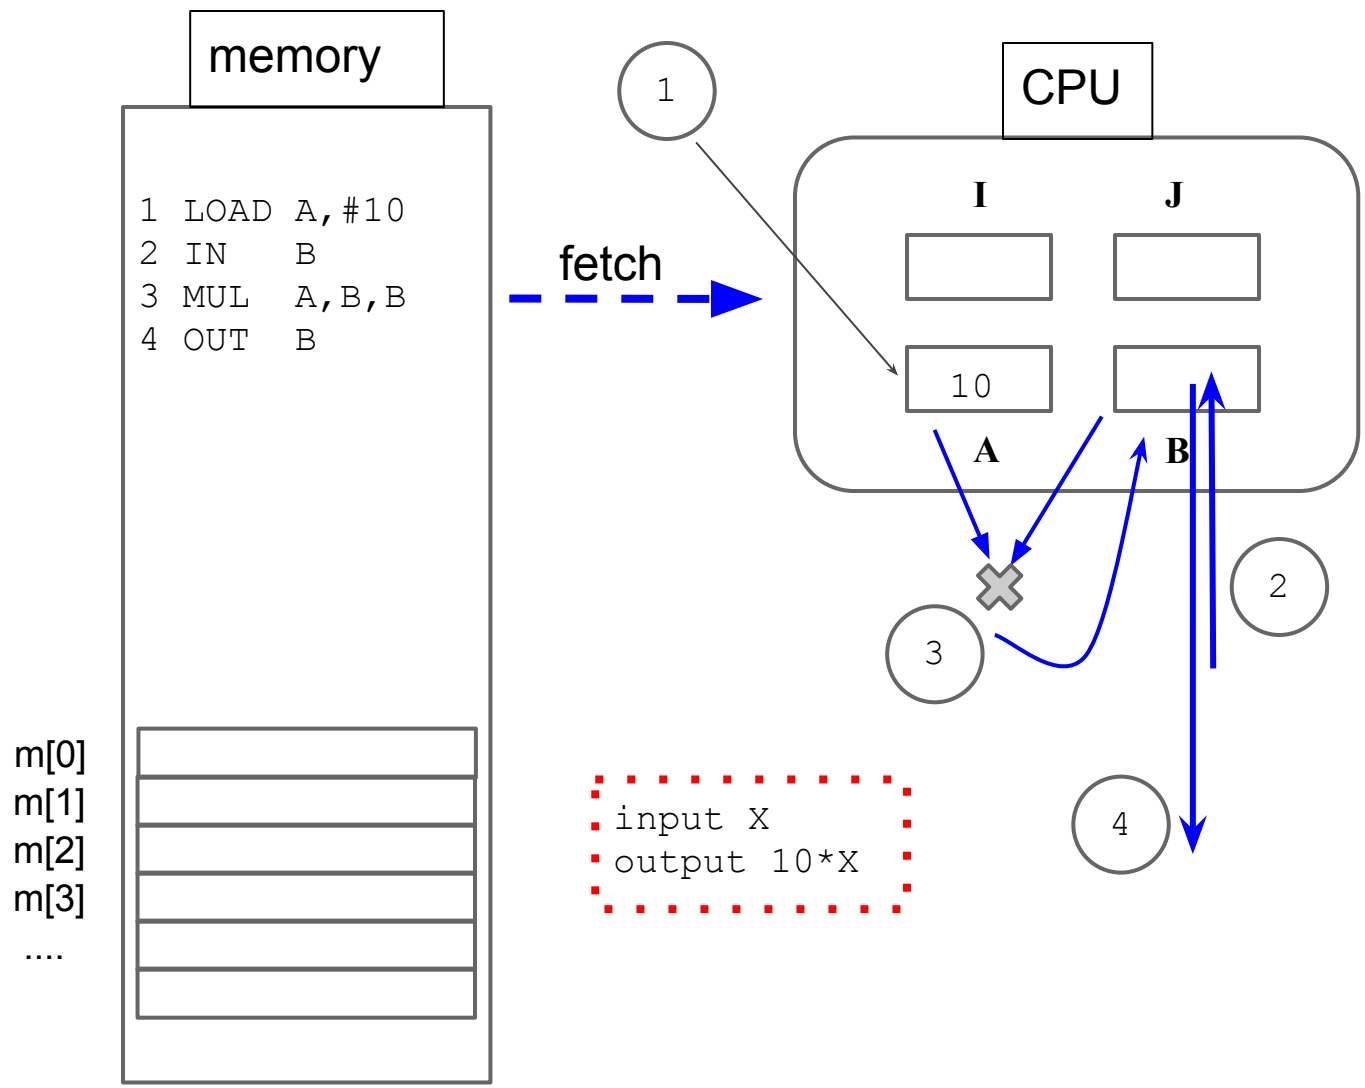 memory
1 LOAD A,#10
2 IN B
3 MUL A,B,B
4 OUT B
m[0]
m[1]
m[2]
m[3]
....
fetch
1
CPU
I
J
10
A
B
2
3
4
input X
output 10*X